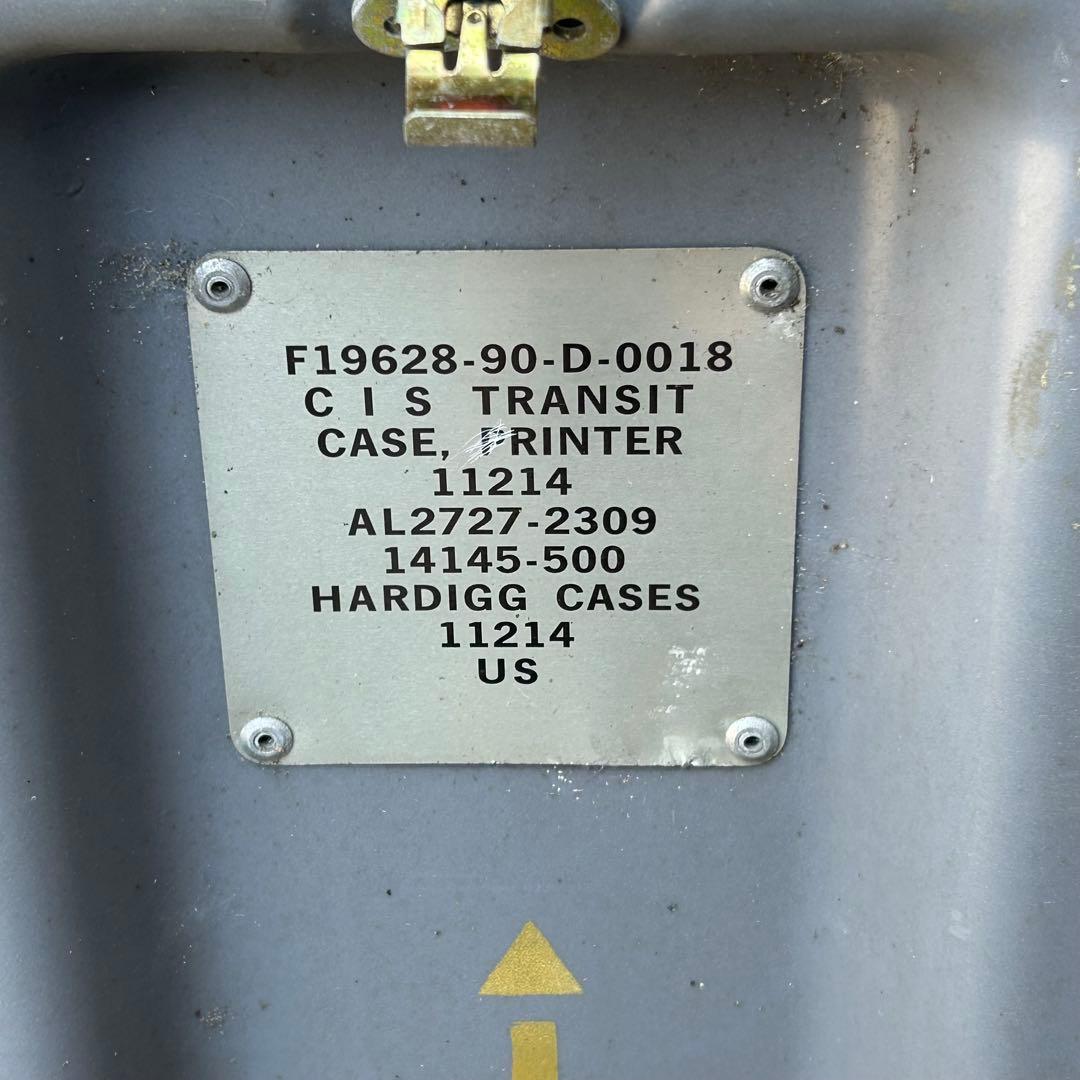 F19628-90-D-0018
C I S TRANSIT
CASE, PRINTER
11214
AL2727-2309
14145-500
HARDIGG CASES
11214
US